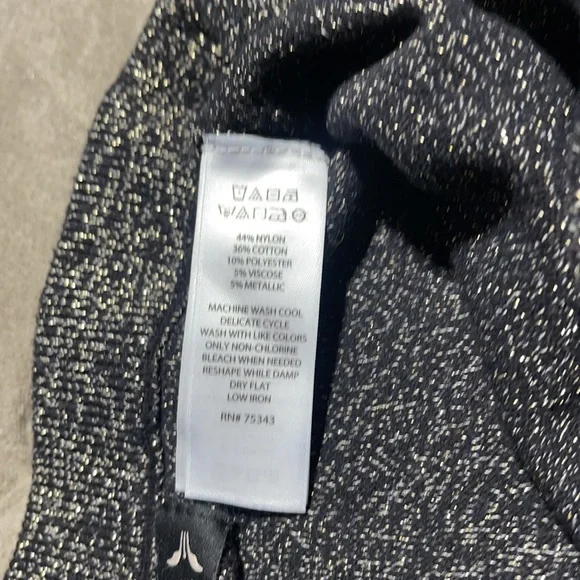 44% NYLON
36% COTTON
10% POLYESTER
5% VISCOSE
5% METALLIC
MACHINE WASH COOL
DELICATE CYCLE
WASH WITH LIKE COLORS
ONLY NON-CHLORINE
BLEACH WHEN NEEDED
RESHAPE WHILE DAMP
DRY FLAT
LOW IRON
RN# 75343